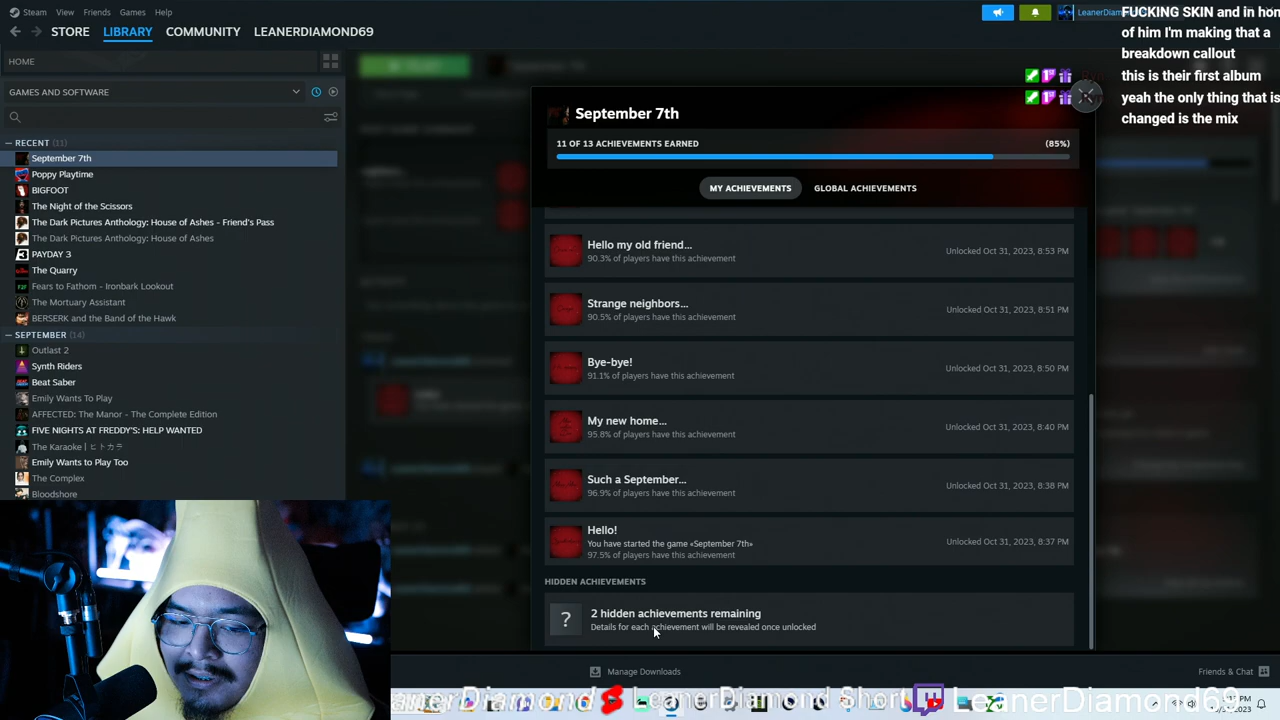 Steam View Friends Games Help
STORE LIBRARY COMMUNITY LEANERDIAMOND69
HOME
GAMES AND SOFTWARE
RECENT (11)
September 7th
Poppy Playtime
BIGFOOT
The Night of the Scissors
The Dark Pictures Anthology: House of Ashes - Friend's Pass
The Dark Pictures Anthology: House of Ashes
PAYDAY 3
The Quarry
Fears to Fathom - Ironbark Lookout
The Mortuary Assistant
BERSERK and the Band of the Hawk
SEPTEMBER (14)
Outlast 2
Synth Riders
Beat Saber
Emily Wants To Play
AFFECTED: The Manor - The Complete Edition
FIVE NIGHTS AT FREDDY'S: HELP WANTED
The Karaoke | ヒトカラ
Emily Wants to Play Too
The Complex
Bloodshore
September 7th
11 OF 13 ACHIEVEMENTS EARNED (85%)
MY ACHIEVEMENTS GLOBAL ACHIEVEMENTS
Hello my old friend...
90.3% of players have this achievement
Unlocked Oct 31, 2023, 8:53 PM
Strange neighbors...
90.5% of players have this achievement
Unlocked Oct 31, 2023, 8:51 PM
Bye-bye!
91.1% of players have this achievement
Unlocked Oct 31, 2023, 8:50 PM
My new home...
95.8% of players have this achievement
Unlocked Oct 31, 2023, 8:40 PM
Such a September...
96.9% of players have this achievement
Unlocked Oct 31, 2023, 8:38 PM
Hello!
You have started the game «September 7th»
97.5% of players have this achievement
Unlocked Oct 31, 2023, 8:37 PM
HIDDEN ACHIEVEMENTS
? 2 hidden achievements remaining
Details for each achievement will be revealed once unlocked
Manage Downloads
Friends & Chat
FUCKING SKIN and in hon
of him I'm making that a
breakdown callout
this is their first album
yeah the only thing that is
changed is the mix
LeanerDiamond Short
LeanerDiamond69